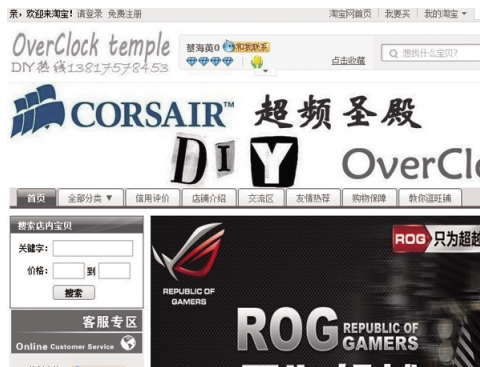 亲，欢迎来淘宝！请登录 免费注册
淘宝网首页 我要买 我的淘宝
OverClock temple
DIY热线13817578453
蔡海英0 和我联系
点击收藏
想找什么宝贝？
CORSAIR™ 超频圣殿
DIY OverClo
首页 全部分类 信用评价 店铺介绍 交流区 友情热荐 购物保障 教你逛旺铺
搜索店内宝贝
关键字：
价格： 到
搜索
客服专区
Online Customer Service
REPUBLIC OF
GAMERS
ROG 只为超越
ROG REPUBLIC OF
GAMERS